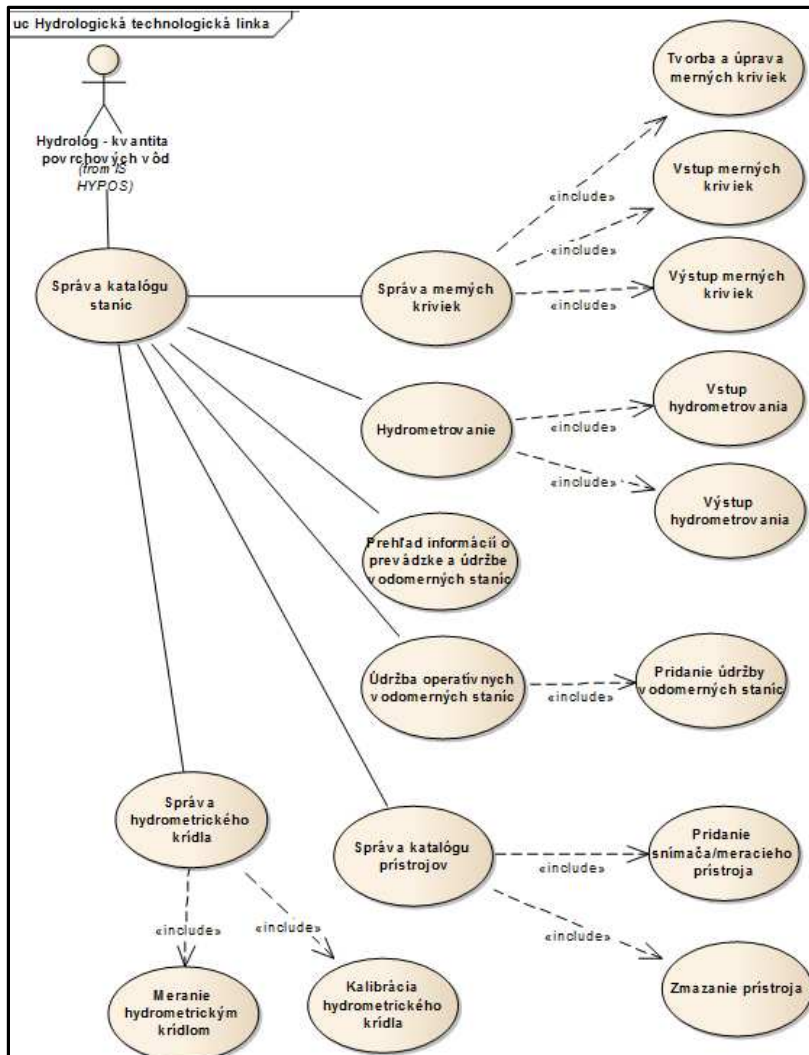 uc Hydrologická technologická linka
Hydrológ - kvantita
povrchových vôd
(from IS
HYPOS)
Správa katalógu
staníc
Správa merných
kriviek
Tvorba a úprava
merných kriviek
«include»
Vstup merných
kriviek
«include»
Výstup merných
kriviek
«include»
Hydrometrovanie
Vstup
hydrometrovania
«include»
Výstup
hydrometrovania
«include»
Prehľad informácií o
prevádzke a údržbe
vodomerných staníc
Údržba operatívnych
vodomerných staníc
«include»
Pridanie údržby
vodomerných staníc
Správa
hydrometrického
krídla
Správa katalógu
prístrojov
«include»
Pridanie
snímača/meracieho
prístroja
«include»
Zmazanie prístroja
«include»
Meranie
hydrometrickým
krídlom
«include»
Kalibrácia
hydrometrického
krídla